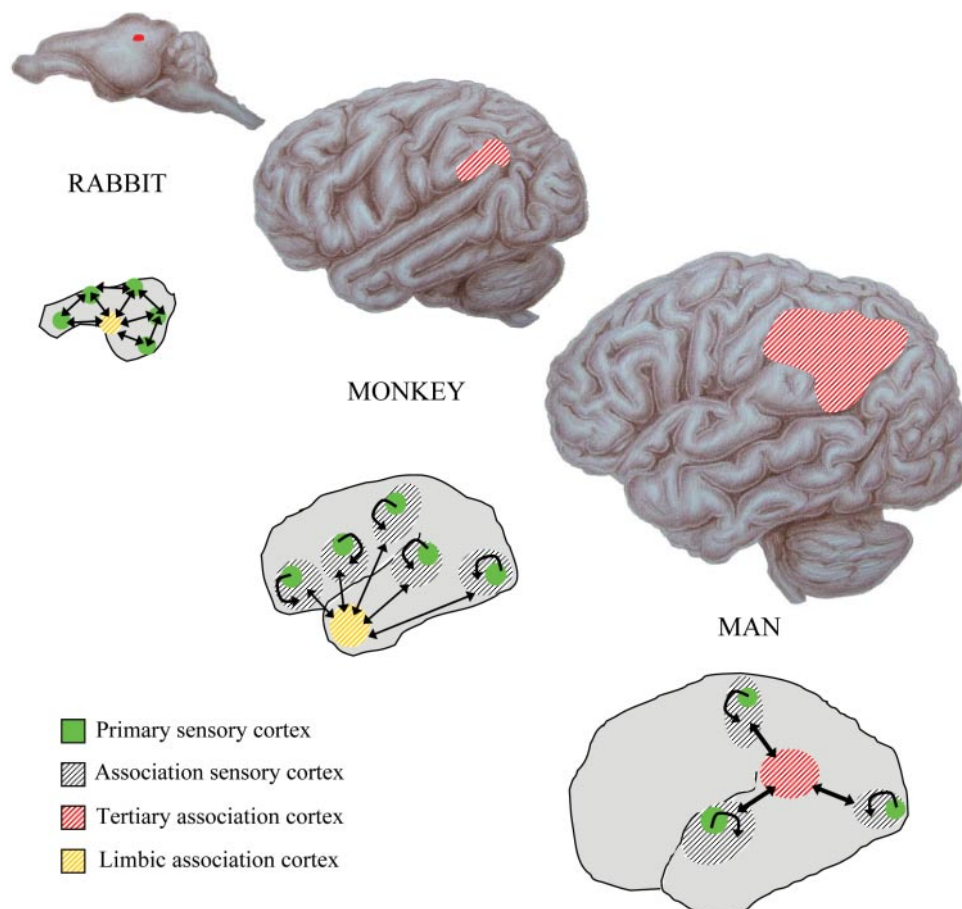 RABBIT
MONKEY
MAN
Primary sensory cortex
Association sensory cortex
Tertiary association cortex
Limbic association cortex